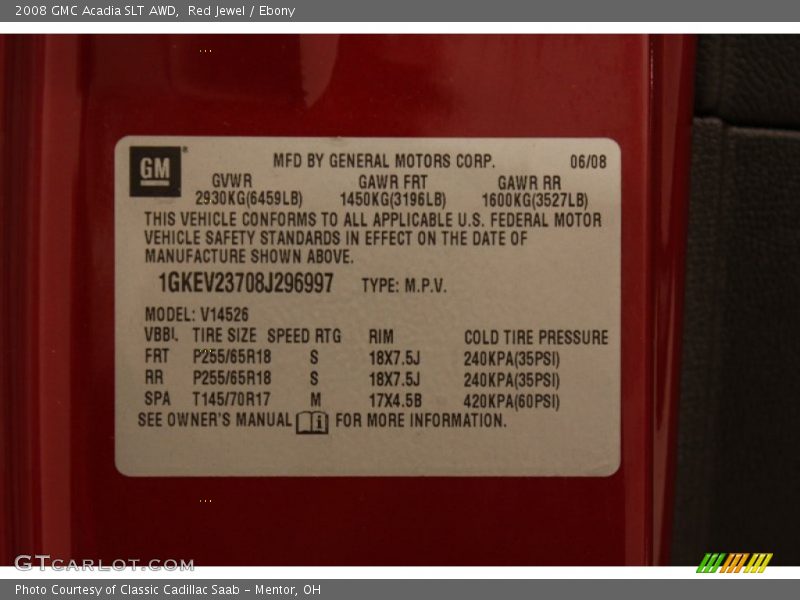 2008 GMC Acadia SLT AWD, Red Jewel / Ebony
GM
MFD BY GENERAL MOTORS CORP. 06/08
GVWR GAWR FRT GAWR RR
2930KG(6459LB) 1450KG(3196LB) 1600KG(3527LB)
THIS VEHICLE CONFORMS TO ALL APPLICABLE U.S. FEDERAL MOTOR
VEHICLE SAFETY STANDARDS IN EFFECT ON THE DATE OF
MANUFACTURE SHOWN ABOVE.
1GKEV23708J296997 TYPE: M.P.V.
MODEL: V14526
VBBL TIRE SIZE SPEED RTG RIM COLD TIRE PRESSURE
FRT P255/65R18 S 18X7.5J 240KPA(35PSI)
RR P255/65R18 S 18X7.5J 240KPA(35PSI)
SPA T145/70R17 M 17X4.5B 420KPA(60PSI)
SEE OWNER'S MANUAL i FOR MORE INFORMATION.
GTCARLOT.COM
Photo Courtesy of Classic Cadillac Saab - Mentor, OH